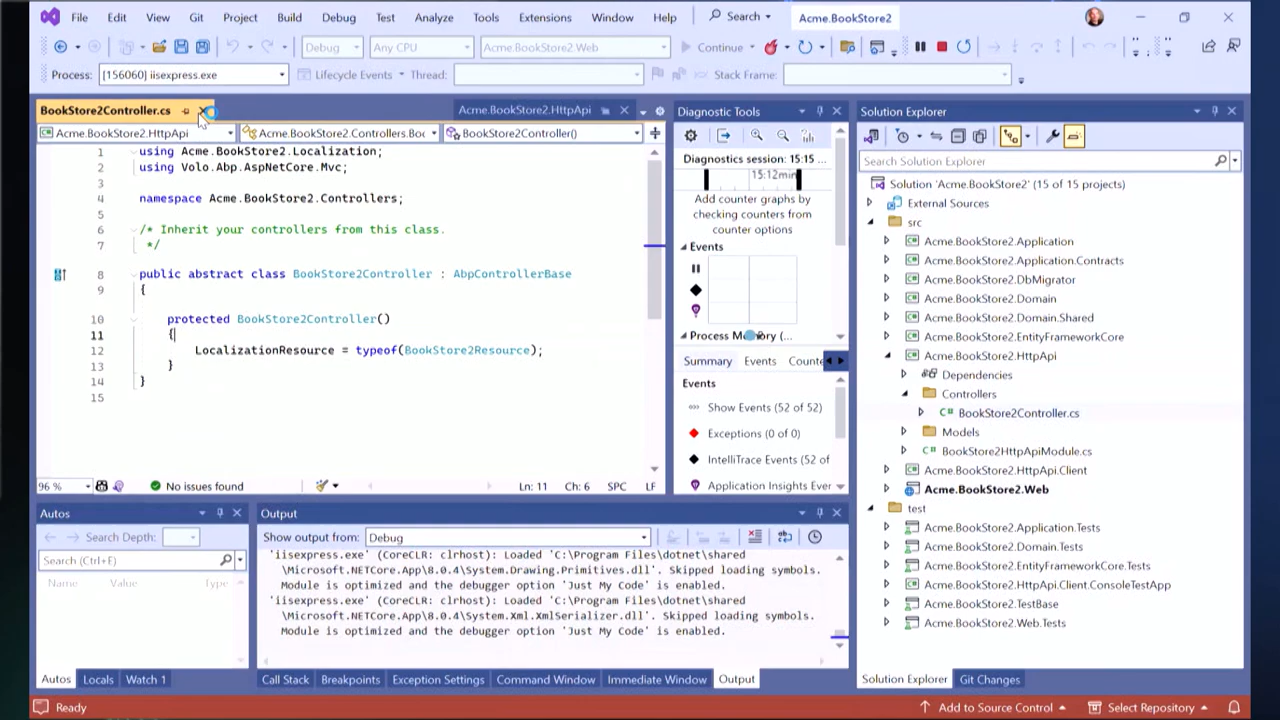 File Edit View Git Project Build Debug Test Analyze Tools Extensions Window Help Search Acme.BookStore2
Debug Any CPU Acme.BookStore2.Web Continue
Process: [156060] iisexpress.exe Lifecycle Events Thread: Stack Frame:
BookStore2Controller.cs Acme.BookStore2.HttpApi
Acme.BookStore2.HttpApi Acme.BookStore2.Controllers.Boo BookStore2Controller()
1 using Acme.BookStore2.Localization;
2 using Volo.Abp.AspNetCore.Mvc;
3
4 namespace Acme.BookStore2.Controllers;
5
6 /* Inherit your controllers from this class.
7 */
8 public abstract class BookStore2Controller : AbpControllerBase
9 {
10 protected BookStore2Controller()
11 {
12 LocalizationResource = typeof(BookStore2Resource);
13 }
14 }
15
96 % No issues found Ln: 11 Ch: 6 SPC LF
Diagnostic Tools
Diagnostics session: 15:15 ...
15:12min
Add counter graphs by
checking counters from
counter options
Events
Process Memory (...
Summary Events Counte
Events
Show Events (52 of 52)
Exceptions (0 of 0)
IntelliTrace Events (52 of
Application Insights Ever
Solution Explorer
Search Solution Explorer
Solution 'Acme.BookStore2' (15 of 15 projects)
External Sources
src
Acme.BookStore2.Application
Acme.BookStore2.Application.Contracts
Acme.BookStore2.DbMigrator
Acme.BookStore2.Domain
Acme.BookStore2.Domain.Shared
Acme.BookStore2.EntityFrameworkCore
Acme.BookStore2.HttpApi
Dependencies
Controllers
C# BookStore2Controller.cs
Models
C# BookStore2HttpApiModule.cs
Acme.BookStore2.HttpApi.Client
Acme.BookStore2.Web
test
Acme.BookStore2.Application.Tests
Acme.BookStore2.Domain.Tests
Acme.BookStore2.EntityFrameworkCore.Tests
Acme.BookStore2.HttpApi.Client.ConsoleTestApp
Acme.BookStore2.TestBase
Acme.BookStore2.Web.Tests
Solution Explorer Git Changes
Autos
Search Depth:
Search (Ctrl+E)
Name Value Type
Autos Locals Watch 1
Output
Show output from: Debug
'iisexpress.exe' (CoreCLR: clrhost): Loaded 'C:\Program Files\dotnet\shared
\Microsoft.NETCore.App\8.0.4\System.Drawing.Primitives.dll'. Skipped loading symbols.
Module is optimized and the debugger option 'Just My Code' is enabled.
'iisexpress.exe' (CoreCLR: clrhost): Loaded 'C:\Program Files\dotnet\shared
\Microsoft.NETCore.App\8.0.4\System.Xml.XmlSerializer.dll'. Skipped loading symbols.
Module is optimized and the debugger option 'Just My Code' is enabled.
Call Stack Breakpoints Exception Settings Command Window Immediate Window Output
Ready Add to Source Control Select Repository